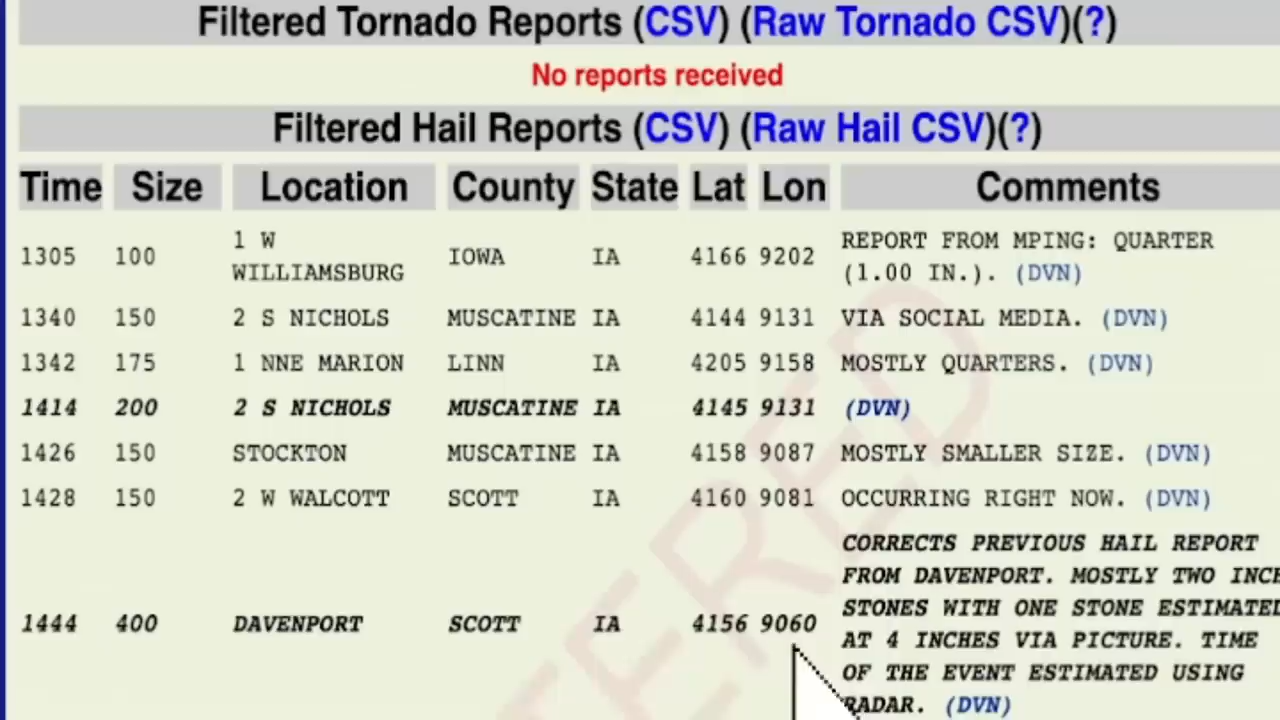 Filtered Tornado Reports (CSV) (Raw Tornado CSV)(?)
No reports received
Filtered Hail Reports (CSV) (Raw Hail CSV)(?)
Time Size Location County State Lat Lon Comments
1305 100 1 W WILLIAMSBURG IOWA IA 4166 9202 REPORT FROM MPING: QUARTER (1.00 IN.). (DVN)
1340 150 2 S NICHOLS MUSCATINE IA 4144 9131 VIA SOCIAL MEDIA. (DVN)
1342 175 1 NNE MARION LINN IA 4205 9158 MOSTLY QUARTERS. (DVN)
1414 200 2 S NICHOLS MUSCATINE IA 4145 9131 (DVN)
1426 150 STOCKTON MUSCATINE IA 4158 9087 MOSTLY SMALLER SIZE. (DVN)
1428 150 2 W WALCOTT SCOTT IA 4160 9081 OCCURRING RIGHT NOW. (DVN)
1444 400 DAVENPORT SCOTT IA 4156 9060 CORRECTS PREVIOUS HAIL REPORT
FROM DAVENPORT. MOSTLY TWO INC
STONES WITH ONE STONE ESTIMATED
AT 4 INCHES VIA PICTURE. TIME
OF THE EVENT ESTIMATED USING
RADAR. (DVN)